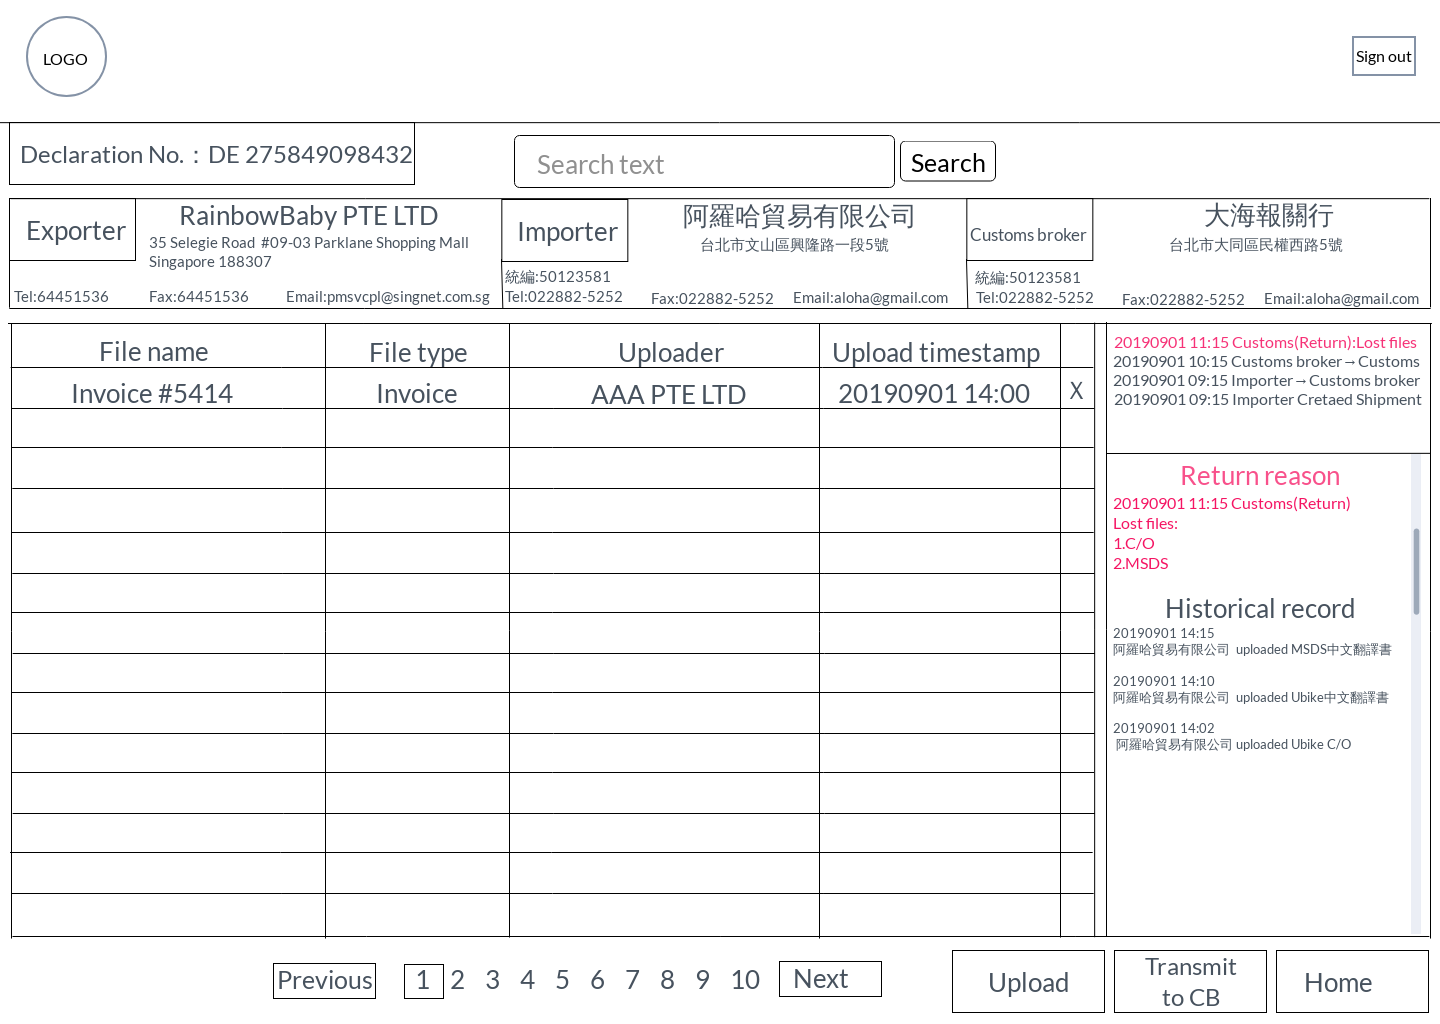 LOGO
Sign out
Declaration No.：DE 275849098432
Search text
Search
Exporter
RainbowBaby PTE LTD
35 Selegie Road  #09-03 Parklane Shopping Mall
Singapore 188307
Tel:64451536
Fax:64451536
Email:pmsvcpl@singnet.com.sg
Importer
阿羅哈貿易有限公司
台北市文山區興隆路一段5號
統編:50123581
Tel:022882-5252
Fax:022882-5252
Email:aloha@gmail.com
Customs broker
大海報關行
台北市大同區民權西路5號
統編:50123581
Tel:022882-5252
Fax:022882-5252
Email:aloha@gmail.com
File name
File type
Uploader
Upload timestamp
Invoice #5414
Invoice
AAA PTE LTD
20190901 14:00
X
20190901 11:15 Customs(Return):Lost files
20190901 10:15 Customs broker→Customs
20190901 09:15 Importer→Customs broker
20190901 09:15 Importer Cretaed Shipment
Return reason
20190901 11:15 Customs(Return)
Lost files:
1.C/O
2.MSDS
Historical record
20190901 14:15
阿羅哈貿易有限公司  uploaded MSDS中文翻譯書
20190901 14:10
阿羅哈貿易有限公司  uploaded Ubike中文翻譯書
20190901 14:02
阿羅哈貿易有限公司 uploaded Ubike C/O
Previous
1 2 3 4 5 6 7 8 9 10
Next
Upload
Transmit
to CB
Home